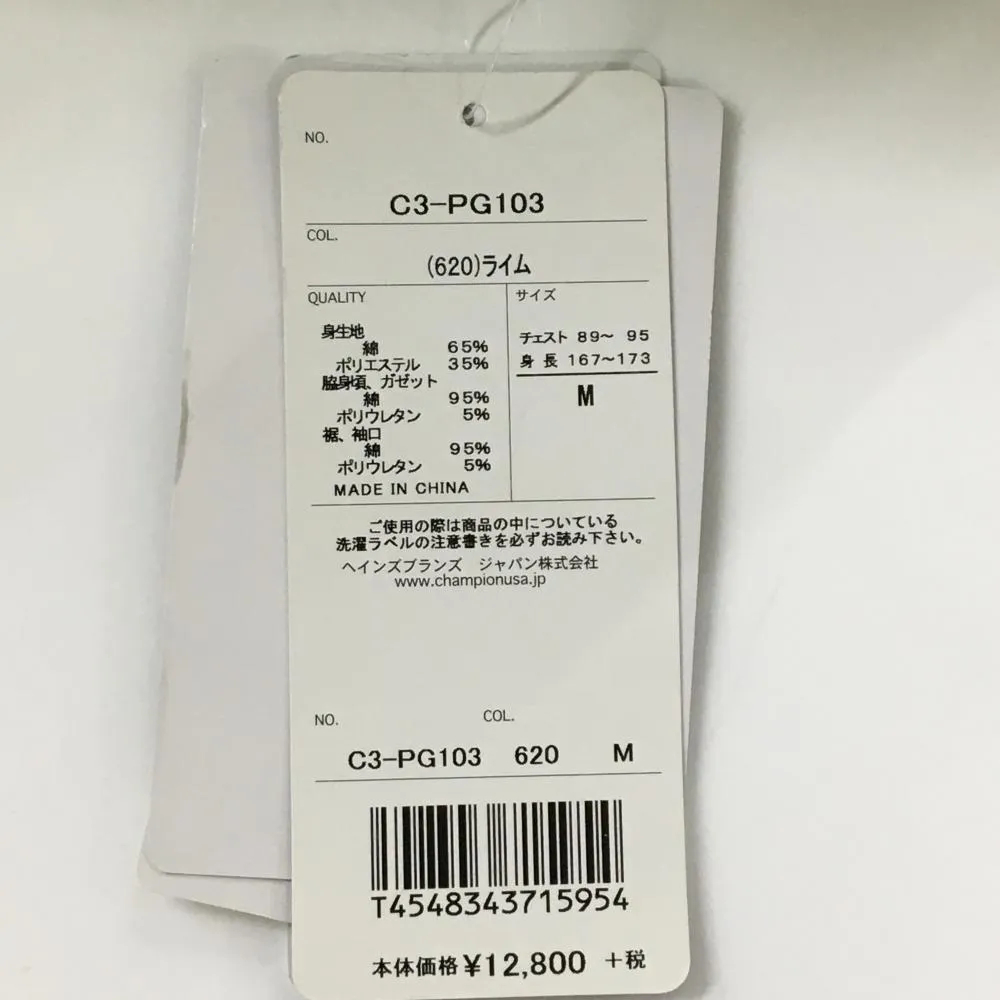 NO.
C3-PG103
COL.
(620)ライム
QUALITY
身生地
綿 65%
ポリエステル 35%
脇身頃、ガゼット
綿 95%
ポリウレタン 5%
裾、袖口
綿 95%
ポリウレタン 5%
MADE IN CHINA
サイズ
チェスト 89～ 95
身 長 167～173
M
ご使用の際は商品の中についている
洗濯ラベルの注意書きを必ずお読み下さい。
ヘインズブランズ ジャパン株式会社
www.championusa.jp
NO. COL.
C3-PG103 620 M
T4548343715954
本体価格¥12,800 +税